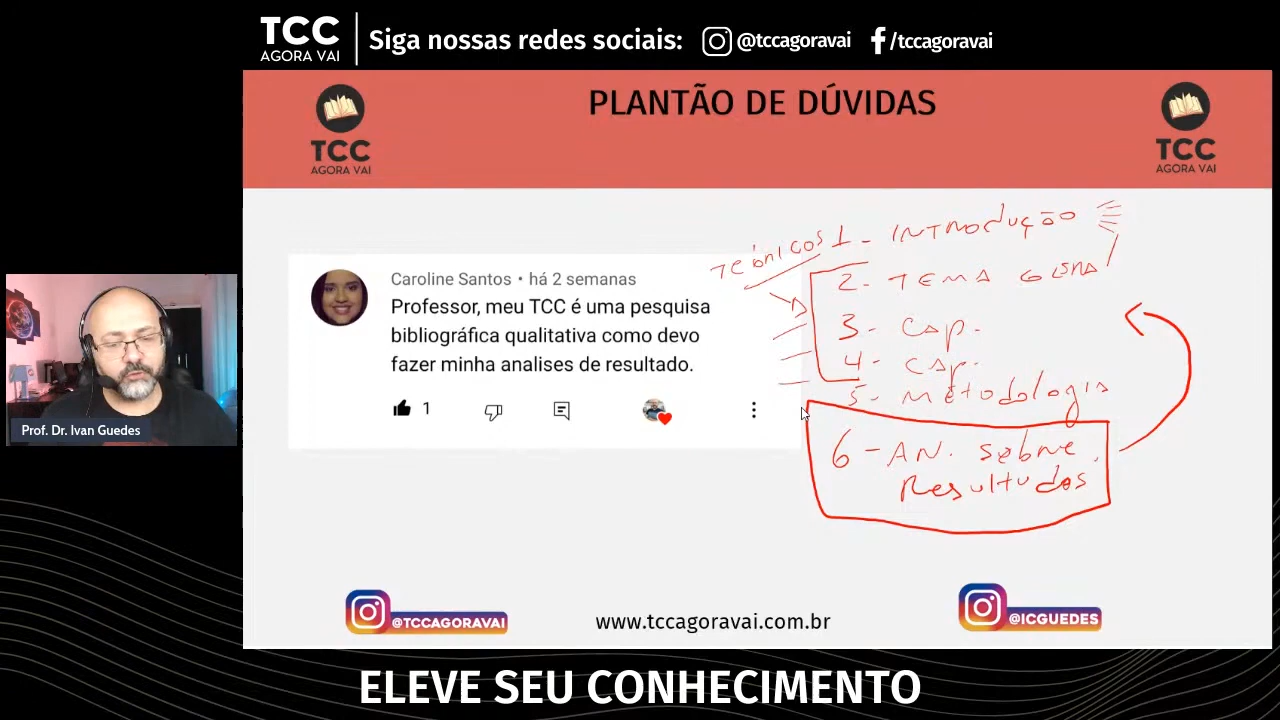 TCC
AGORA VAI
Siga nossas redes sociais:
@tccagoravai
/tccagoravai
PLANTÃO DE DÚVIDAS
TCC
AGORA VAI
TCC
AGORA VAI
Caroline Santos • há 2 semanas
Professor, meu TCC é uma pesquisa
bibliográfica qualitativa como devo
fazer minha analises de resultado.
1
TEÓRICOS
1 - INTRODUÇÃO
2 - TEMA GERAL
3 - CAP.
4 - CAP.
5 - METODOLOGIA
6 - AN. SOBRE
RESULTADOS
Prof. Dr. Ivan Guedes
@TCCAGORAVAI
www.tccagoravai.com.br
@ICGUEDES
ELEVE SEU CONHECIMENTO